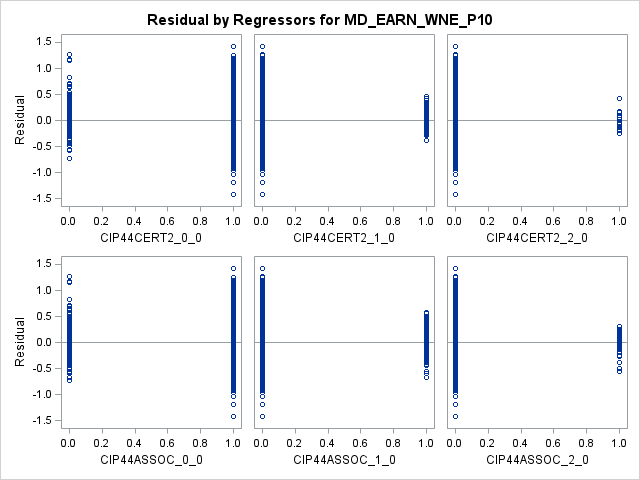 Residual by Regressors for MD_EARN_WNE_P10
1.5
1.0
0.5
0.0
-0.5
-1.0
-1.5
Residual
0.0 0.2 0.4 0.6 0.8 1.0
0.0 0.2 0.4 0.6 0.8 1.0
0.0 0.2 0.4 0.6 0.8 1.0
CIP44CERT2_0_0
CIP44CERT2_1_0
CIP44CERT2_2_0
1.5
1.0
0.5
0.0
-0.5
-1.0
-1.5
Residual
0.0 0.2 0.4 0.6 0.8 1.0
0.0 0.2 0.4 0.6 0.8 1.0
0.0 0.2 0.4 0.6 0.8 1.0
CIP44ASSOC_0_0
CIP44ASSOC_1_0
CIP44ASSOC_2_0